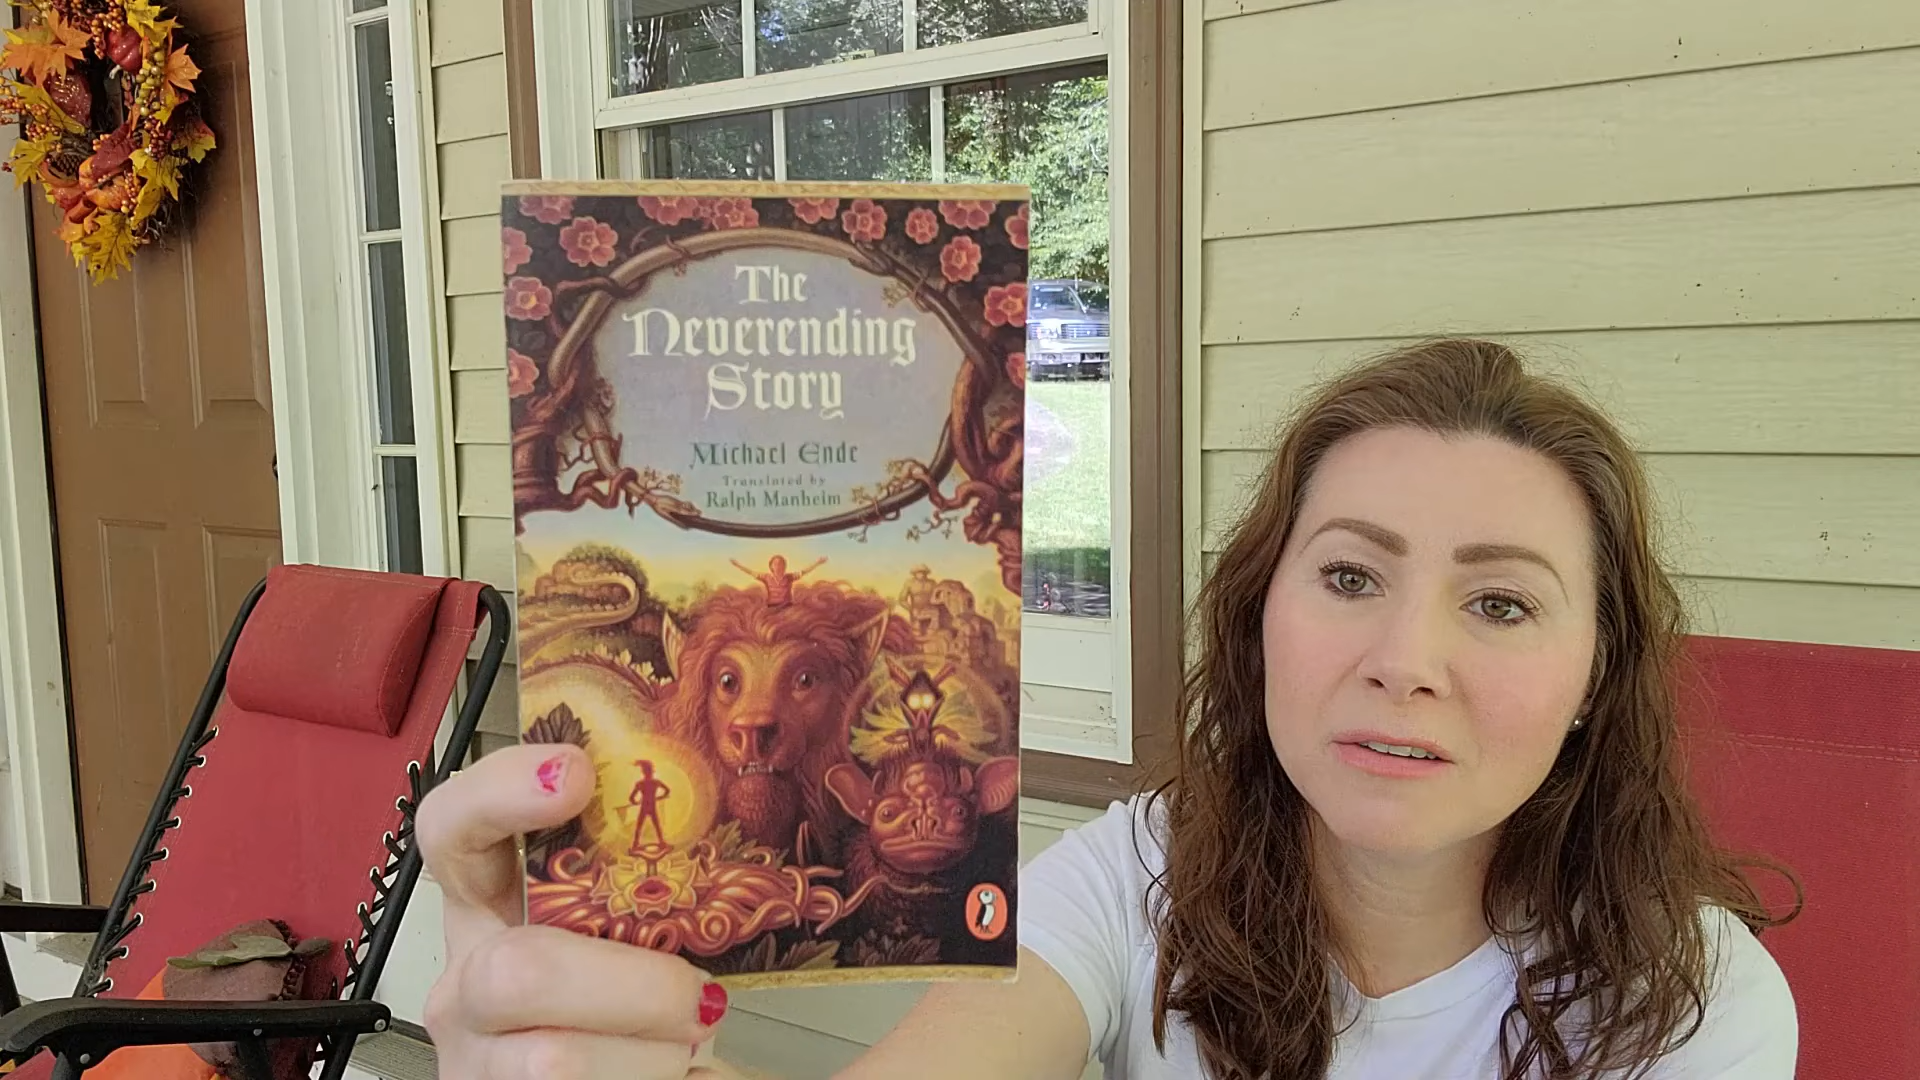 The
Neverending
Story
Michael Ende
Translated by
Ralph Manheim